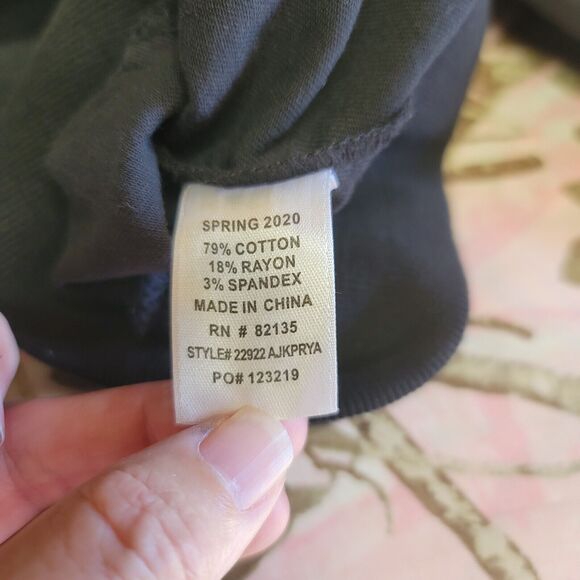 SPRING 2020
79% COTTON
18% RAYON
3% SPANDEX
MADE IN CHINA
RN # 82135
STYLE# 22922 AJKPRYA
PO# 123219